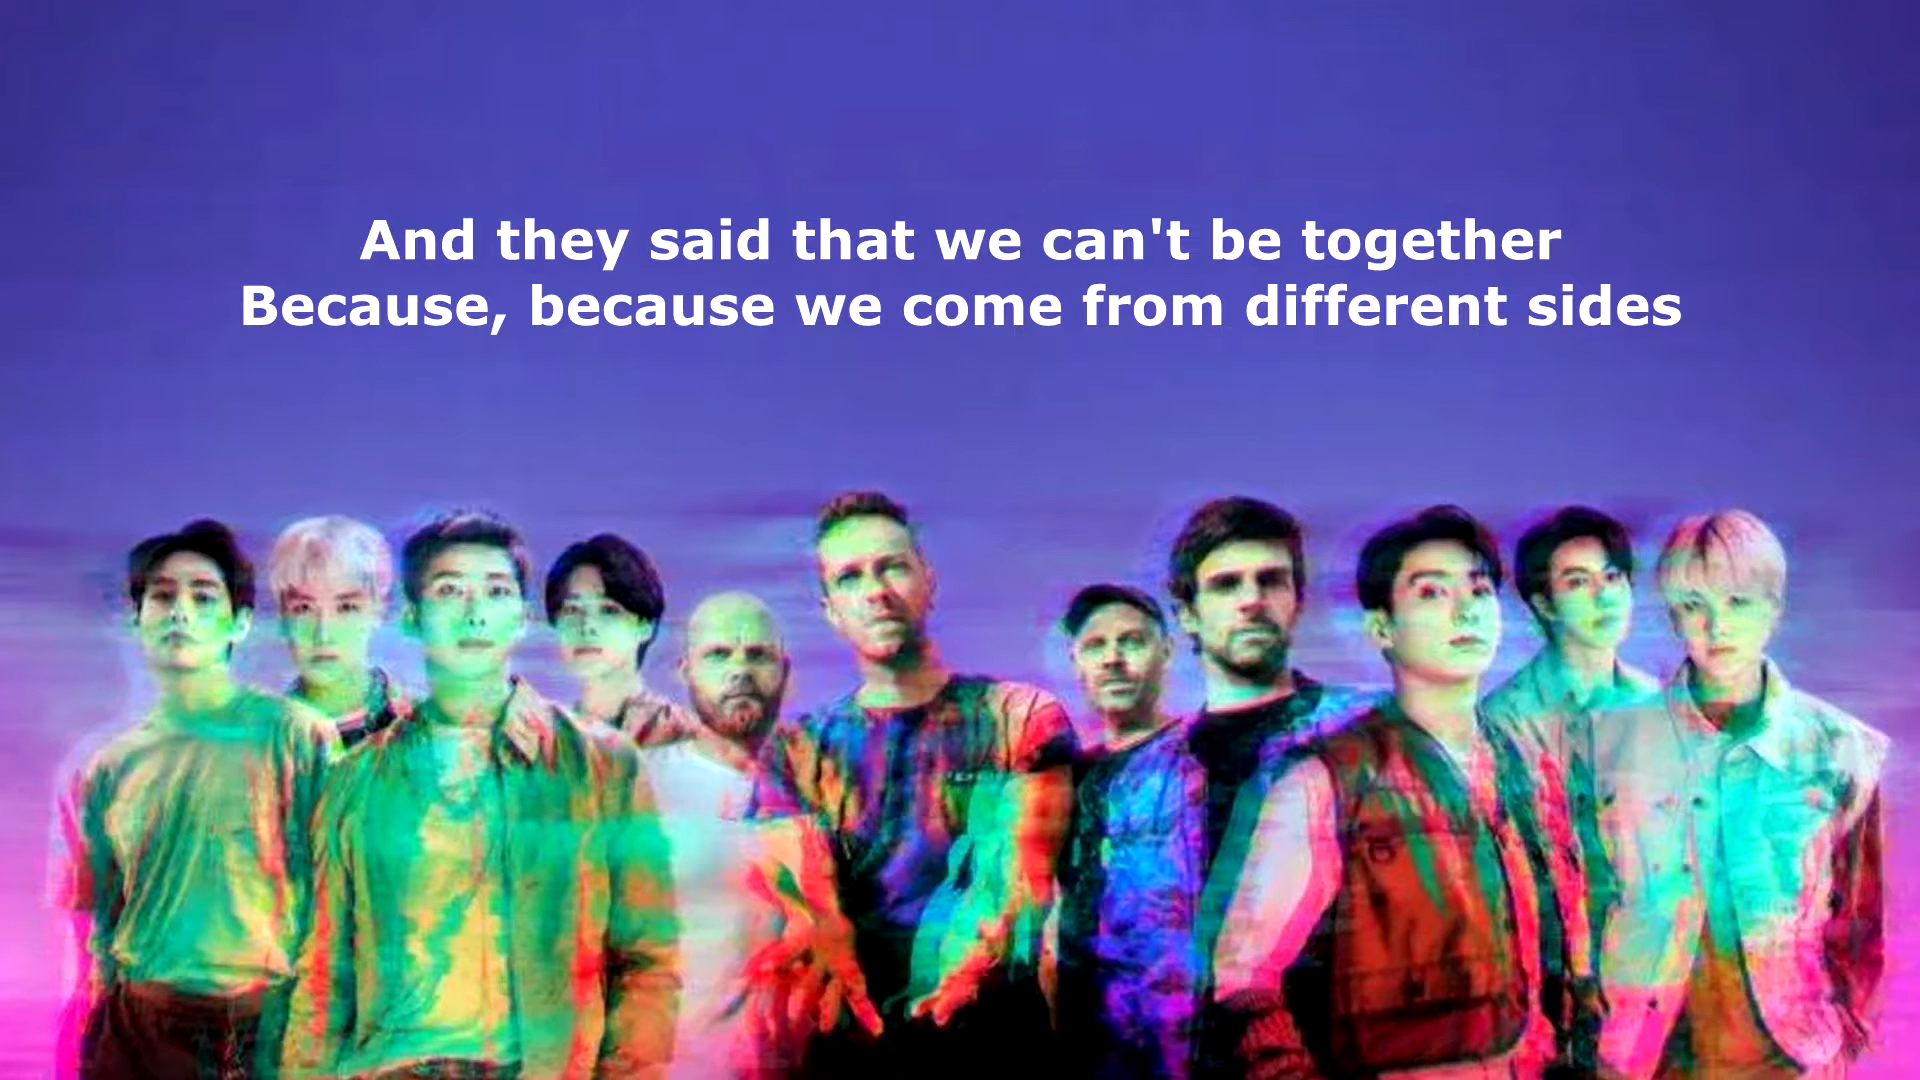 And they said that we can't be together
Because, because we come from different sides